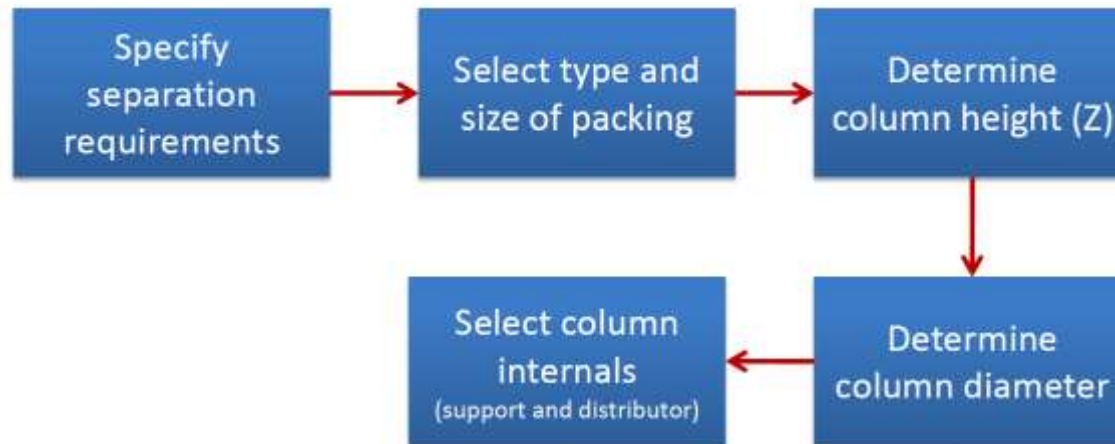 Specify
separation
requirements
Select type and
size of packing
Determine
column height (Z)
Determine
column diameter
Select column
internals
(support and distributor)